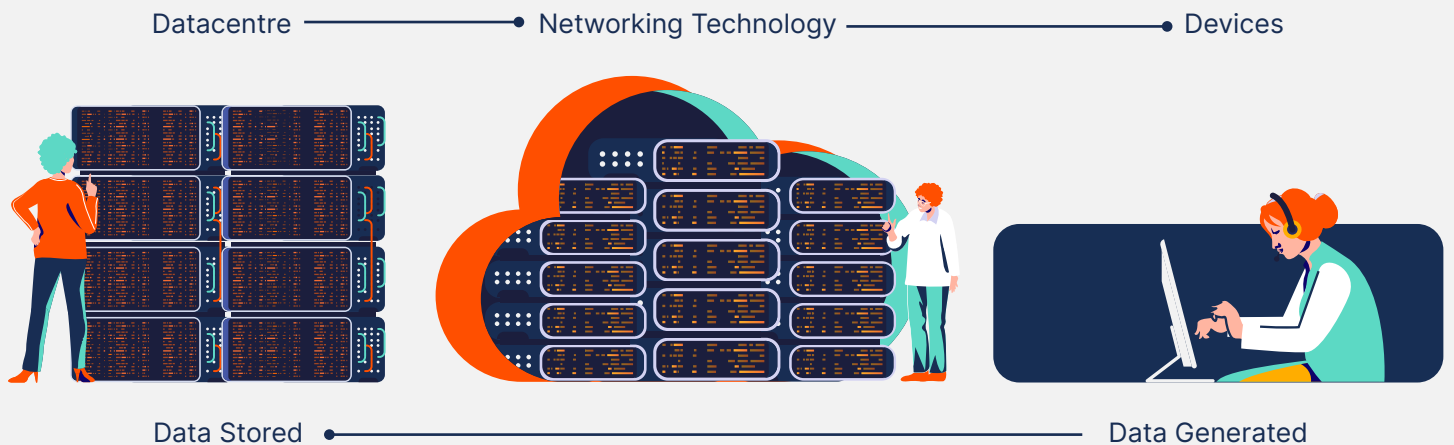 Datacentre
Networking Technology
Devices
Data Stored
Data Generated